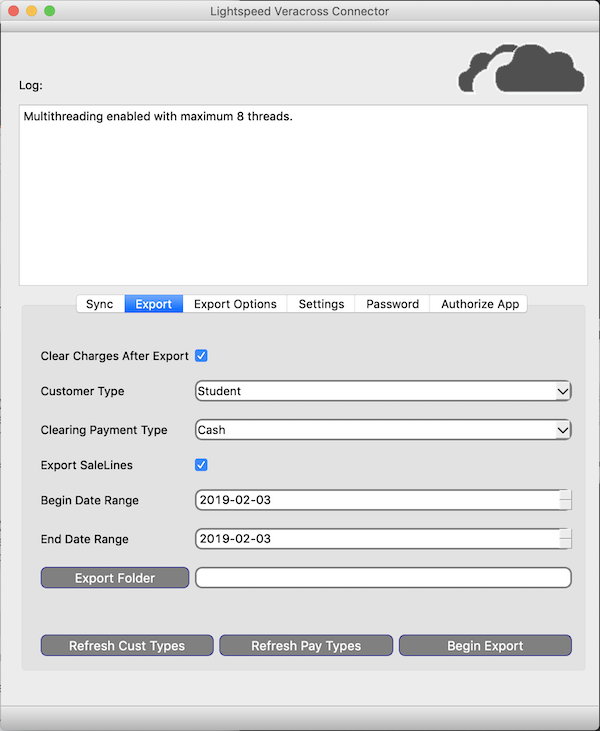 Lightspeed Veracross Connector
Log:
Multithreading enabled with maximum 8 threads.
Sync Export Export Options Settings Password Authorize App
Clear Charges After Export
Customer Type Student
Clearing Payment Type Cash
Export SaleLines
Begin Date Range 2019-02-03
End Date Range 2019-02-03
Export Folder
Refresh Cust Types Refresh Pay Types Begin Export